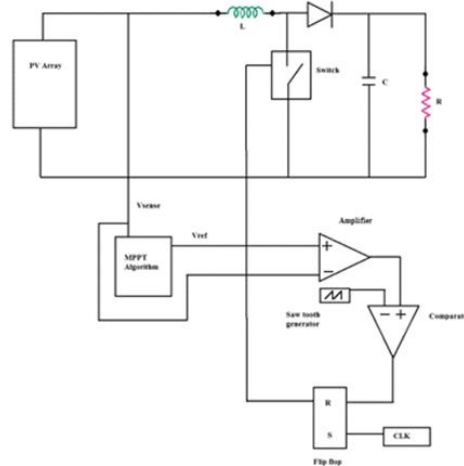 L
PV Array
Switch
C
R
Vsense
Vref
Amplifier
MPPT
Algorithm
+
−
Saw tooth
generator
− +
Comparat
R
S
CLK
Flip flop